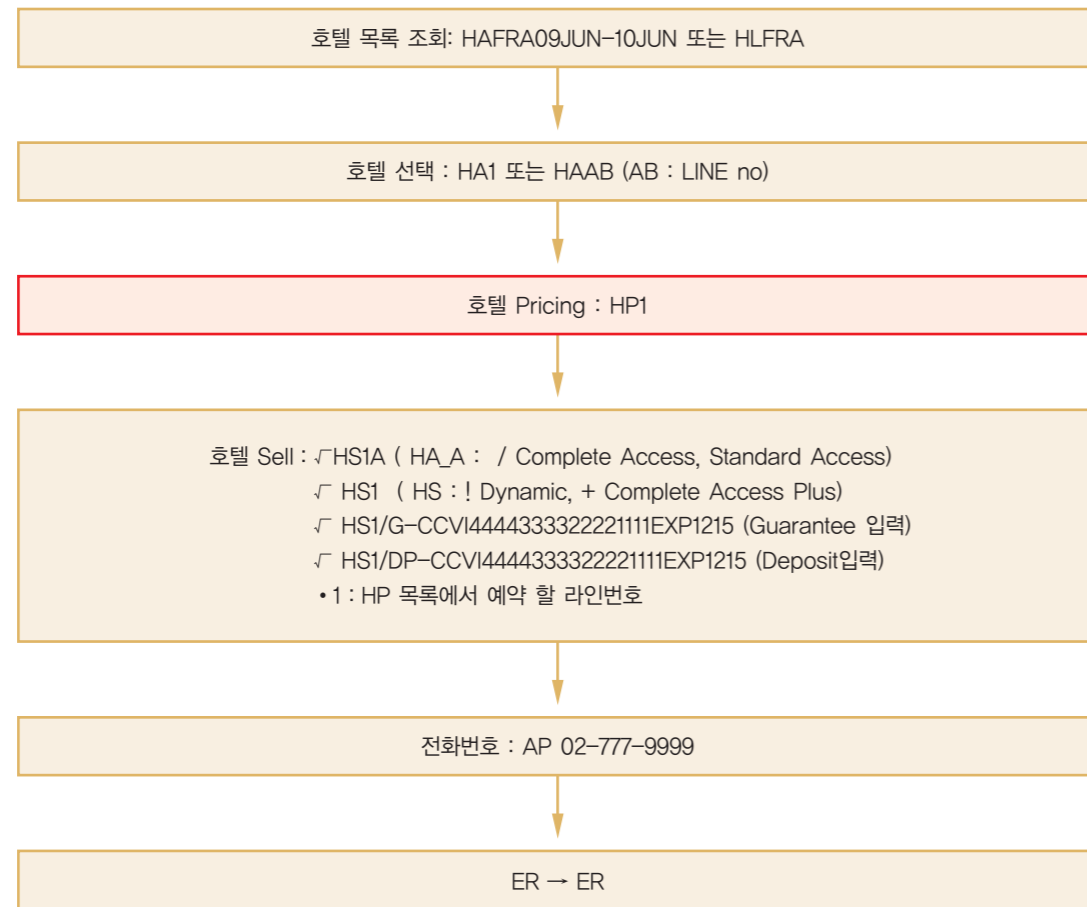 호텔 목록 조회: HAFRA09JUN-10JUN 또는 HLFRA
호텔 선택 : HA1 또는 HAAB (AB : LINE no)
호텔 Pricing : HP1
호텔 Sell : √HS1A ( HA_A : / Complete Access, Standard Access)
√ HS1 ( HS : ! Dynamic, + Complete Access Plus)
√ HS1/G-CCVI4444333322221111EXP1215 (Guarantee 입력)
√ HS1/DP-CCVI4444333322221111EXP1215 (Deposit입력)
• 1 : HP 목록에서 예약 할 라인번호
전화번호 : AP 02-777-9999
ER → ER